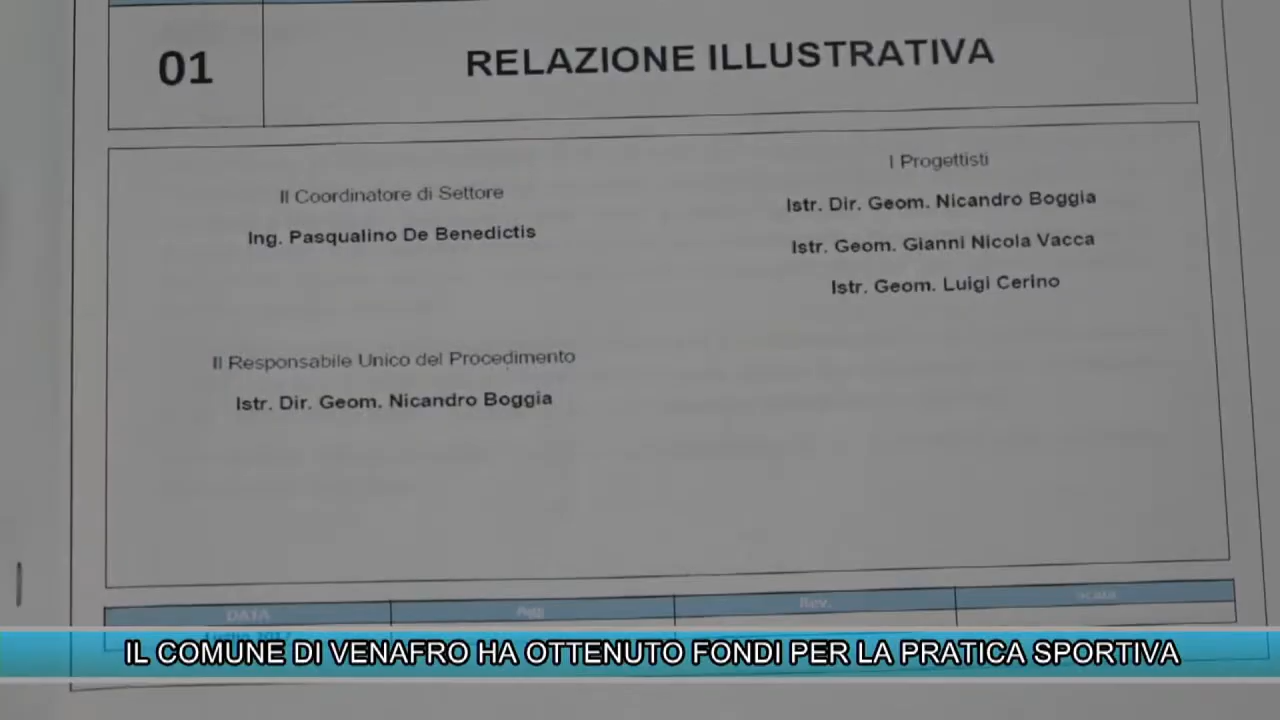 01
RELAZIONE ILLUSTRATIVA
Il Coordinatore di Settore
Ing. Pasqualino De Benedictis
I Progettisti
Istr. Dir. Geom. Nicandro Boggia
Istr. Geom. Gianni Nicola Vacca
Istr. Geom. Luigi Cerino
Il Responsabile Unico del Procedimento
Istr. Dir. Geom. Nicandro Boggia
DATA
Rev.
IL COMUNE DI VENAFRO HA OTTENUTO FONDI PER LA PRATICA SPORTIVA